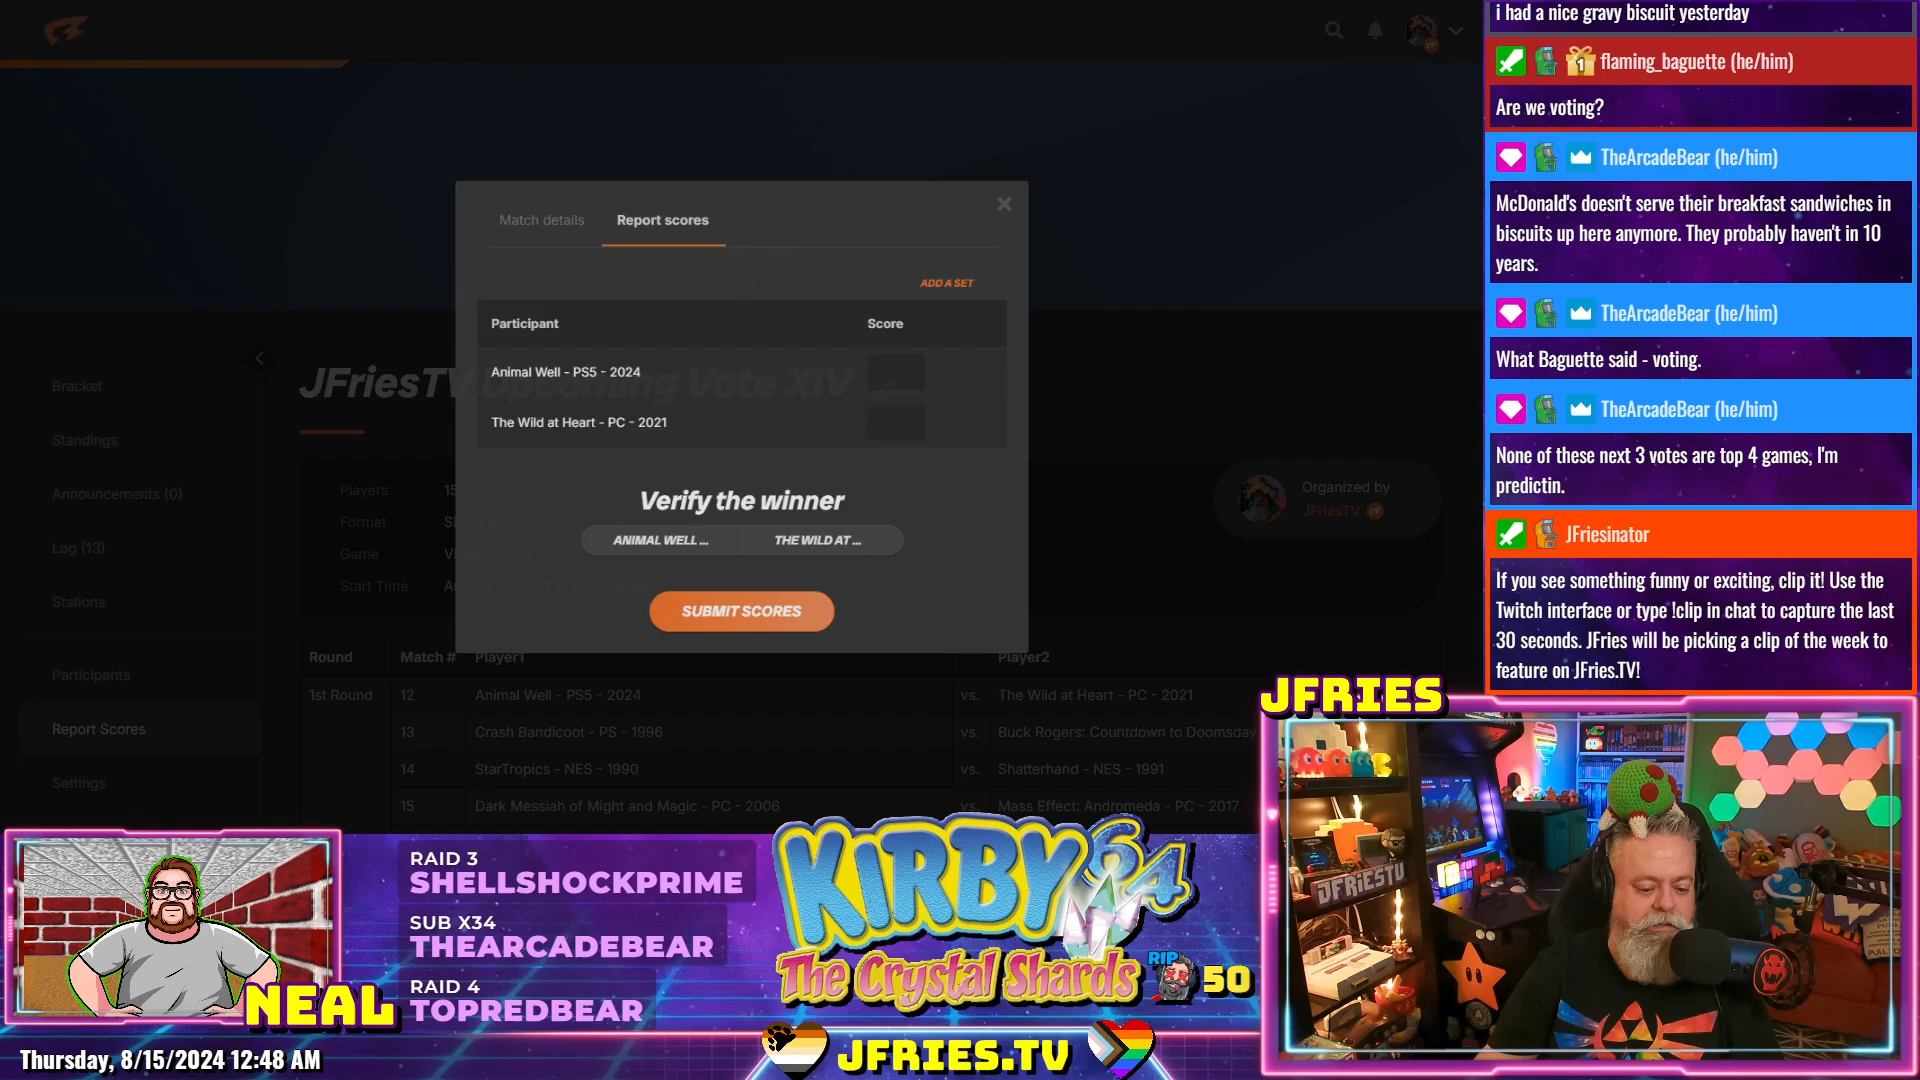 Match details
Report scores
ADD A SET
Participant Score
Animal Well - PS5 - 2024
The Wild at Heart - PC - 2021
Verify the winner
ANIMAL WELL ...
THE WILD AT ...
SUBMIT SCORES
JFriesTV Upcoming Vote XIV
Bracket
Standings
Announcements (0)
Log (13)
Stations
Participants
Report Scores
Settings
Players 15
Format
Game
Start Time
Organized by
JFriesTV
Round Match # Player1 Player2
1st Round 12 Animal Well - PS5 - 2024 vs. The Wild at Heart - PC - 2021
13 Crash Bandicoot - PS - 1996 vs. Buck Rogers: Countdown to Doomsday
14 StarTropics - NES - 1990 vs. Shatterhand - NES - 1991
15 Dark Messiah of Might and Magic - PC - 2006 vs. Mass Effect: Andromeda - PC - 2017
i had a nice gravy biscuit yesterday
1 flaming_baguette (he/him)
Are we voting?
TheArcadeBear (he/him)
McDonald's doesn't serve their breakfast sandwiches in
biscuits up here anymore. They probably haven't in 10
years.
TheArcadeBear (he/him)
What Baguette said - voting.
TheArcadeBear (he/him)
None of these next 3 votes are top 4 games, I'm
predictin.
JFriesinator
If you see something funny or exciting, clip it! Use the
Twitch interface or type !clip in chat to capture the last
30 seconds. JFries will be picking a clip of the week to
feature on JFries.TV!
JFRIES
JFRIESTV
NEAL
RAID 3
SHELLSHOCKPRIME
SUB X34
THEARCADEBEAR
RAID 4
TOPREDBEAR
KIRBY 64
The Crystal Shards
RIP 50
JFRIES.TV
Thursday, 8/15/2024 12:48 AM